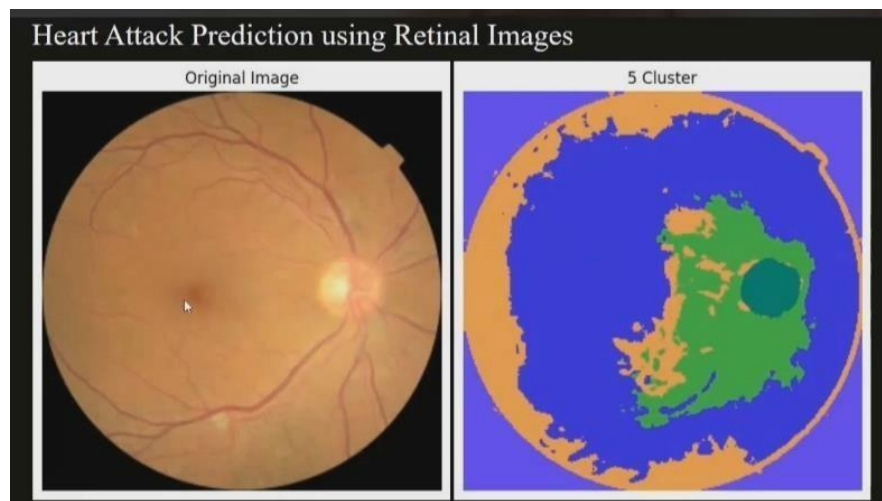 Heart Attack Prediction using Retinal Images
Original Image
5 Cluster